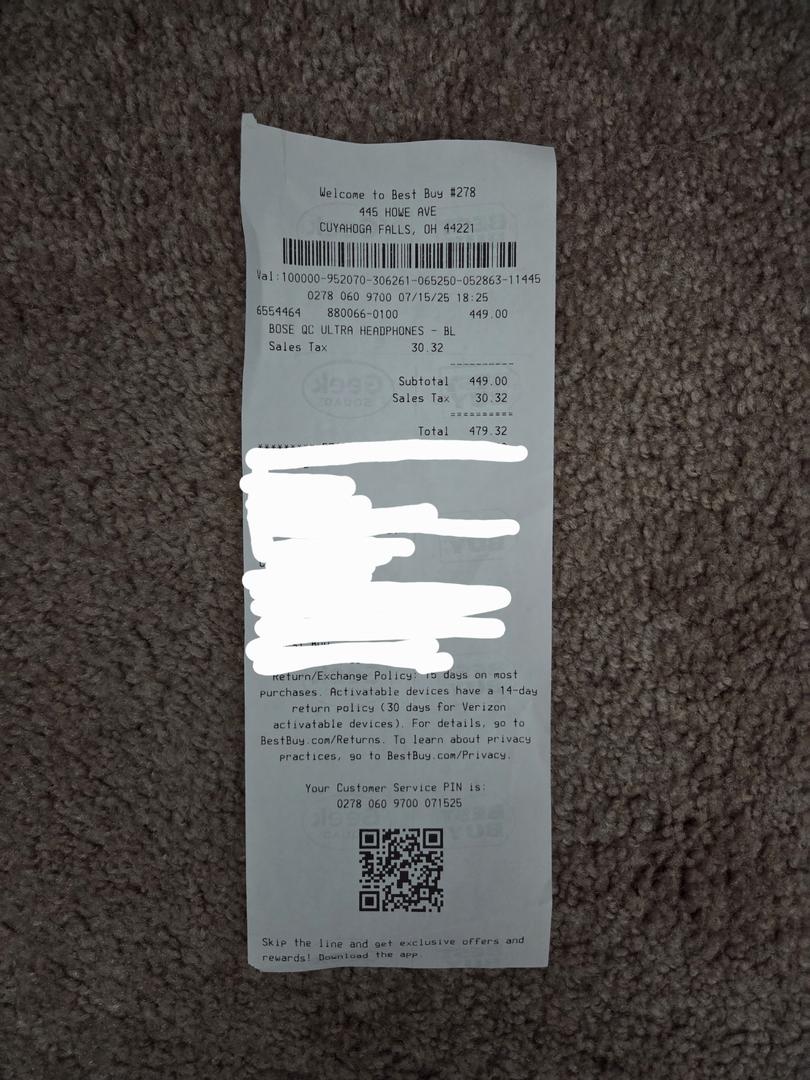 Welcome to Best Buy #278
445 HOWE AVE
CUYAHOGA FALLS, OH 44221
Val:100000-952070-306261-065250-052863-11445
0278 060 9700 07/15/25 18:25
6554464 880066-0100 449.00
BOSE QC ULTRA HEADPHONES - BL
Sales Tax 30.32
Subtotal 449.00
Sales Tax 30.32
Total 479.32
Return/Exchange Policy: 15 days on most
purchases. Activatable devices have a 14-day
return policy (30 days for Verizon
activatable devices). For details, go to
BestBuy.com/Returns. To learn about privacy
practices, go to BestBuy.com/Privacy.
Your Customer Service PIN is:
0278 060 9700 071525
Skip the line and get exclusive offers and
rewards! Download the app.